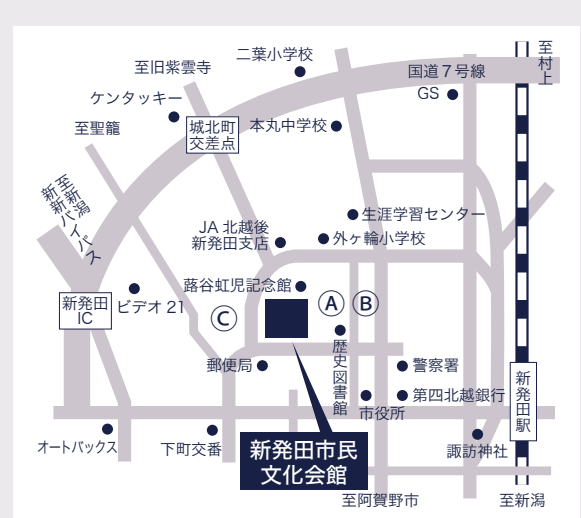 二葉小学校
至旧紫雲寺
国道7号線
至村上
ケンタッキー
GS
至聖籠
城北町
交差点
本丸中学校
至新潟
新新バイパス
生涯学習センター
JA 北越後
新発田支店
外ヶ輪小学校
蕗谷虹児記念館
新発田
IC
ビデオ 21
Ⓒ
Ⓐ
Ⓑ
歴史図書館
郵便局
警察署
新発田駅
第四北越銀行
市役所
オートバックス
下町交番
新発田市民
文化会館
諏訪神社
至阿賀野市
至新潟